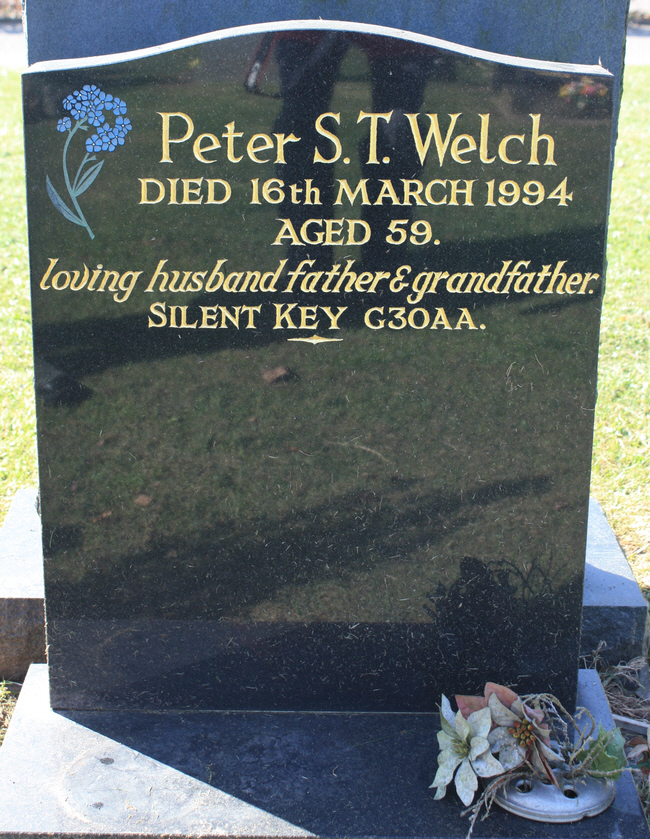 Peter S.T. Welch
DIED 16th MARCH 1994
AGED 59.
loving husband father & grandfather.
SILENT KEY G3OAA.